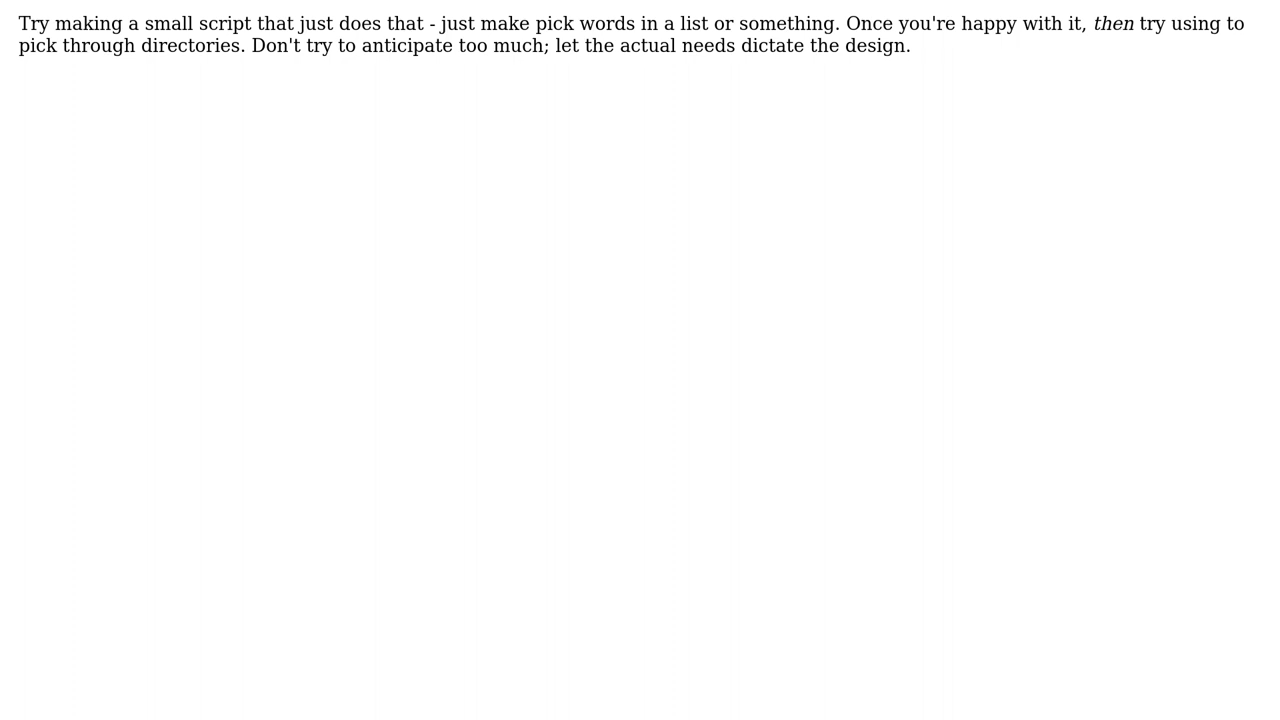 Try making a small script that just does that - just make pick words in a list or something. Once you're happy with it, then try using to
pick through directories. Don't try to anticipate too much; let the actual needs dictate the design.